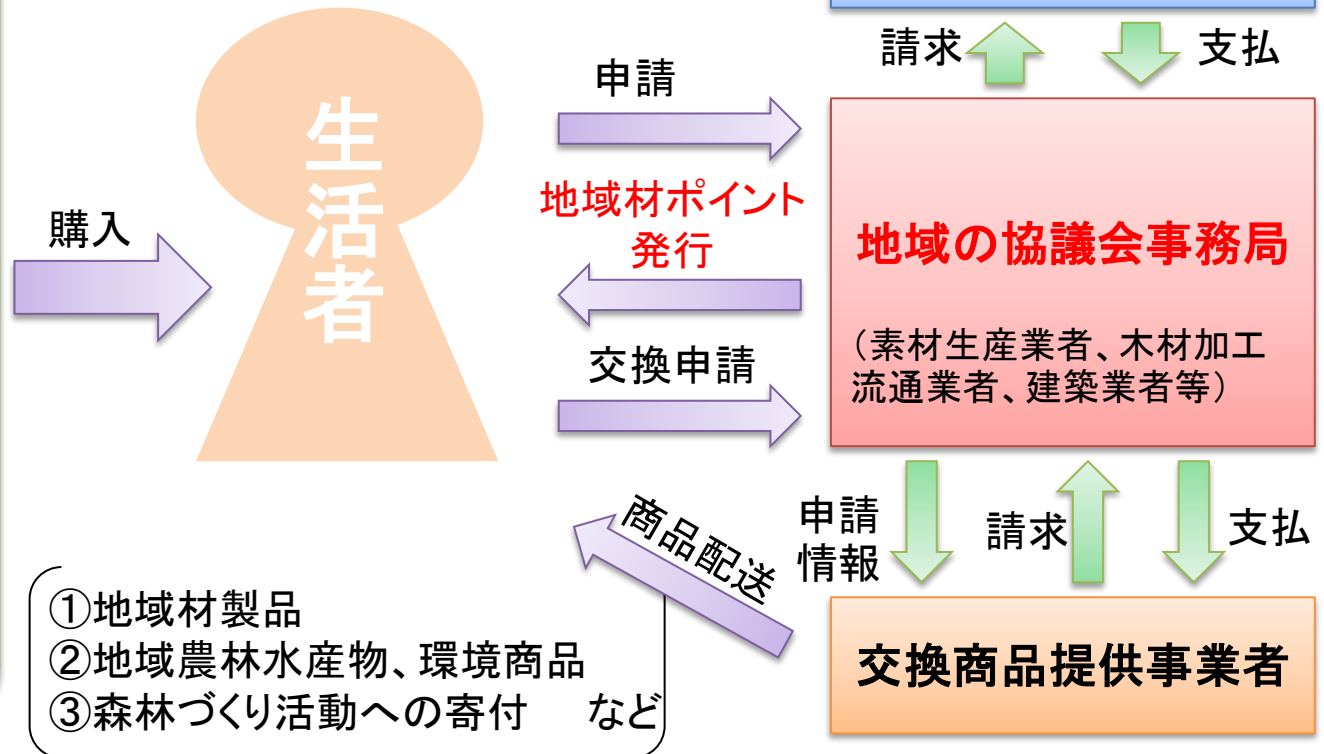 請求
支払
申請
生活者
地域材ポイント
発行
購入
地域の協議会事務局
（素材生産業者、木材加工
流通業者、建築業者等）
交換申請
商品配送
申請
情報
請求
支払
①地域材製品
②地域農林水産物、環境商品
③森林づくり活動への寄付　など
交換商品提供事業者